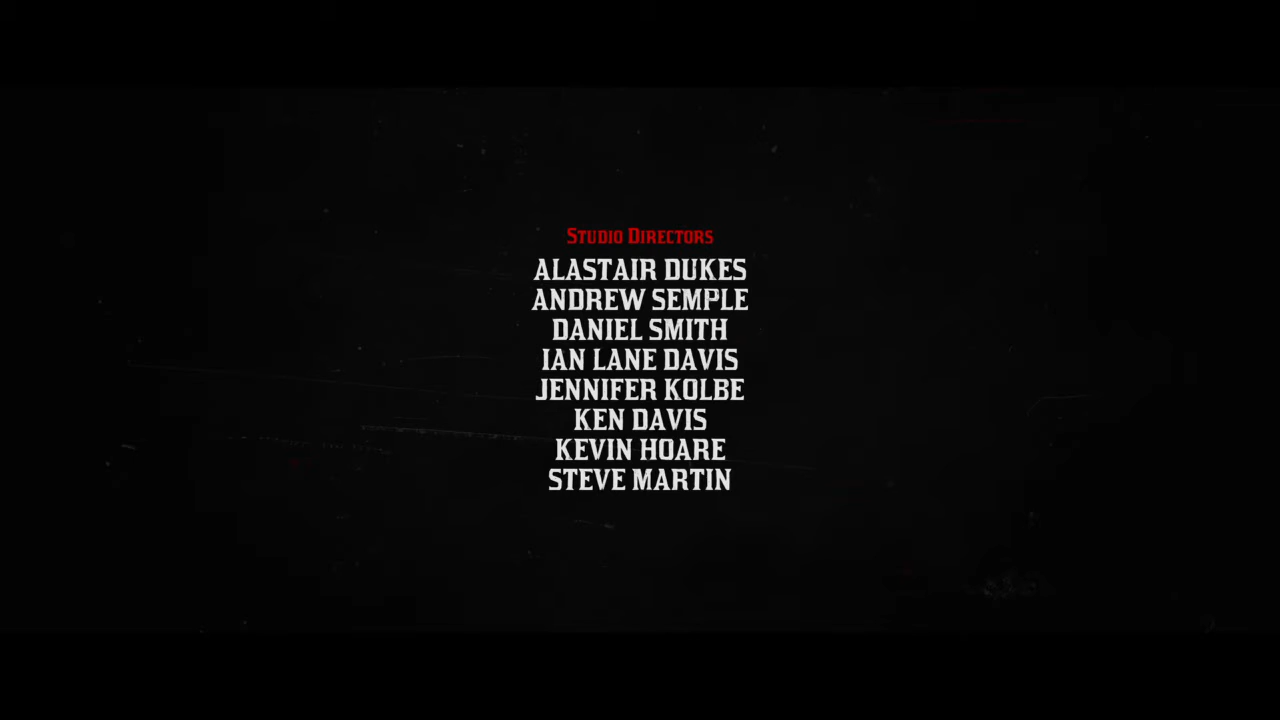 Studio Directors
ALASTAIR DUKES
ANDREW SEMPLE
DANIEL SMITH
IAN LANE DAVIS
JENNIFER KOLBE
KEN DAVIS
KEVIN HOARE
STEVE MARTIN